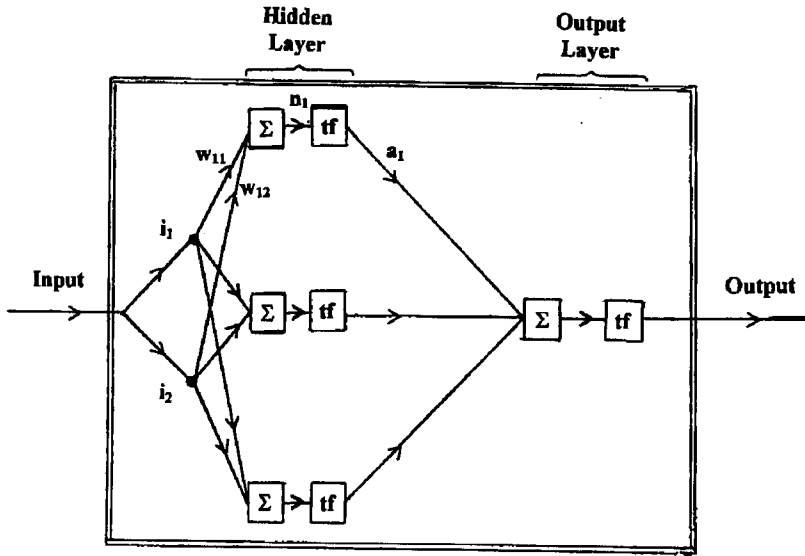 Hidden
Layer
Output
Layer
n₁
Σ
tf
w₁₁
a₁
w₁₂
i₁
Input
Σ
tf
Σ
tf
Output
i₂
Σ
tf